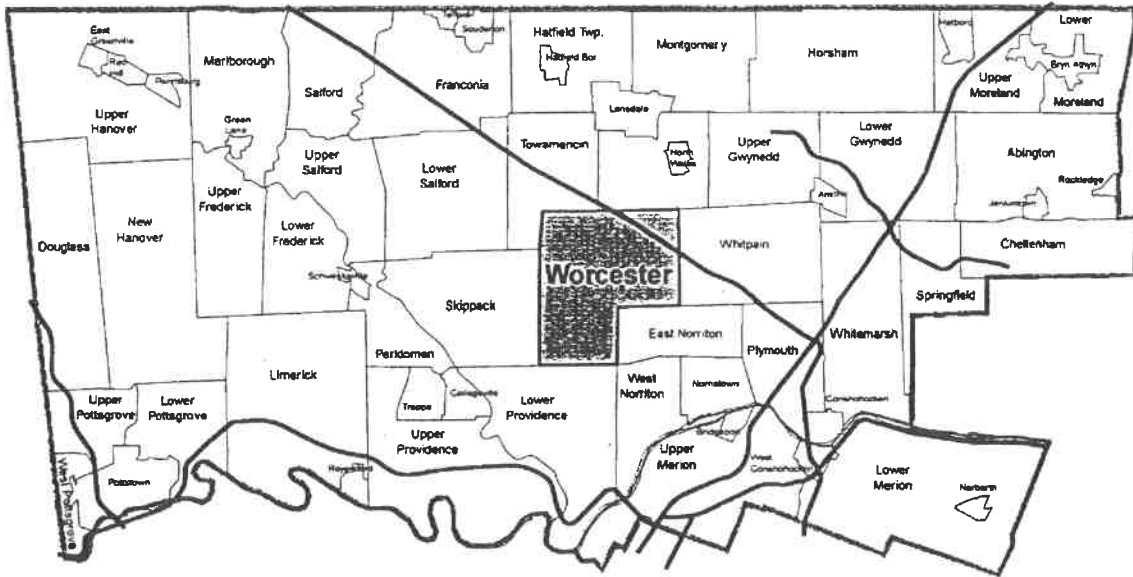 East
Greenville
Red
Hill
Pennsburg
Upper
Hanover
Marlborough
Green
Lane
Salford
Souderton
Franconia
Hatfield Twp.
Hatfield Bor
Lansdale
Montgomery
Horsham
Hatboro
Upper
Moreland
Lower
Bryn Athyn
Moreland
Upper
Salford
Lower
Salford
Towamencin
North
Wales
Upper
Gwynedd
Lower
Gwynedd
Ambler
Abington
Rockledge
Jenkintown
Douglass
New
Hanover
Upper
Frederick
Lower
Frederick
Schwenksville
Skippack
Worcester
Whitpain
Cheltenham
Springfield
Whitemarsh
East Norriton
Plymouth
Limerick
Perkiomen
Trappe
Collegeville
Lower
Providence
Upper
Providence
West
Norriton
Norristown
Conshohocken
Bridgeport
Upper
Merion
West
Conshohocken
Lower
Merion
Narberth
Upper
Pottsgrove
Lower
Pottsgrove
West Pottsgrove
Pottstown
Royersford